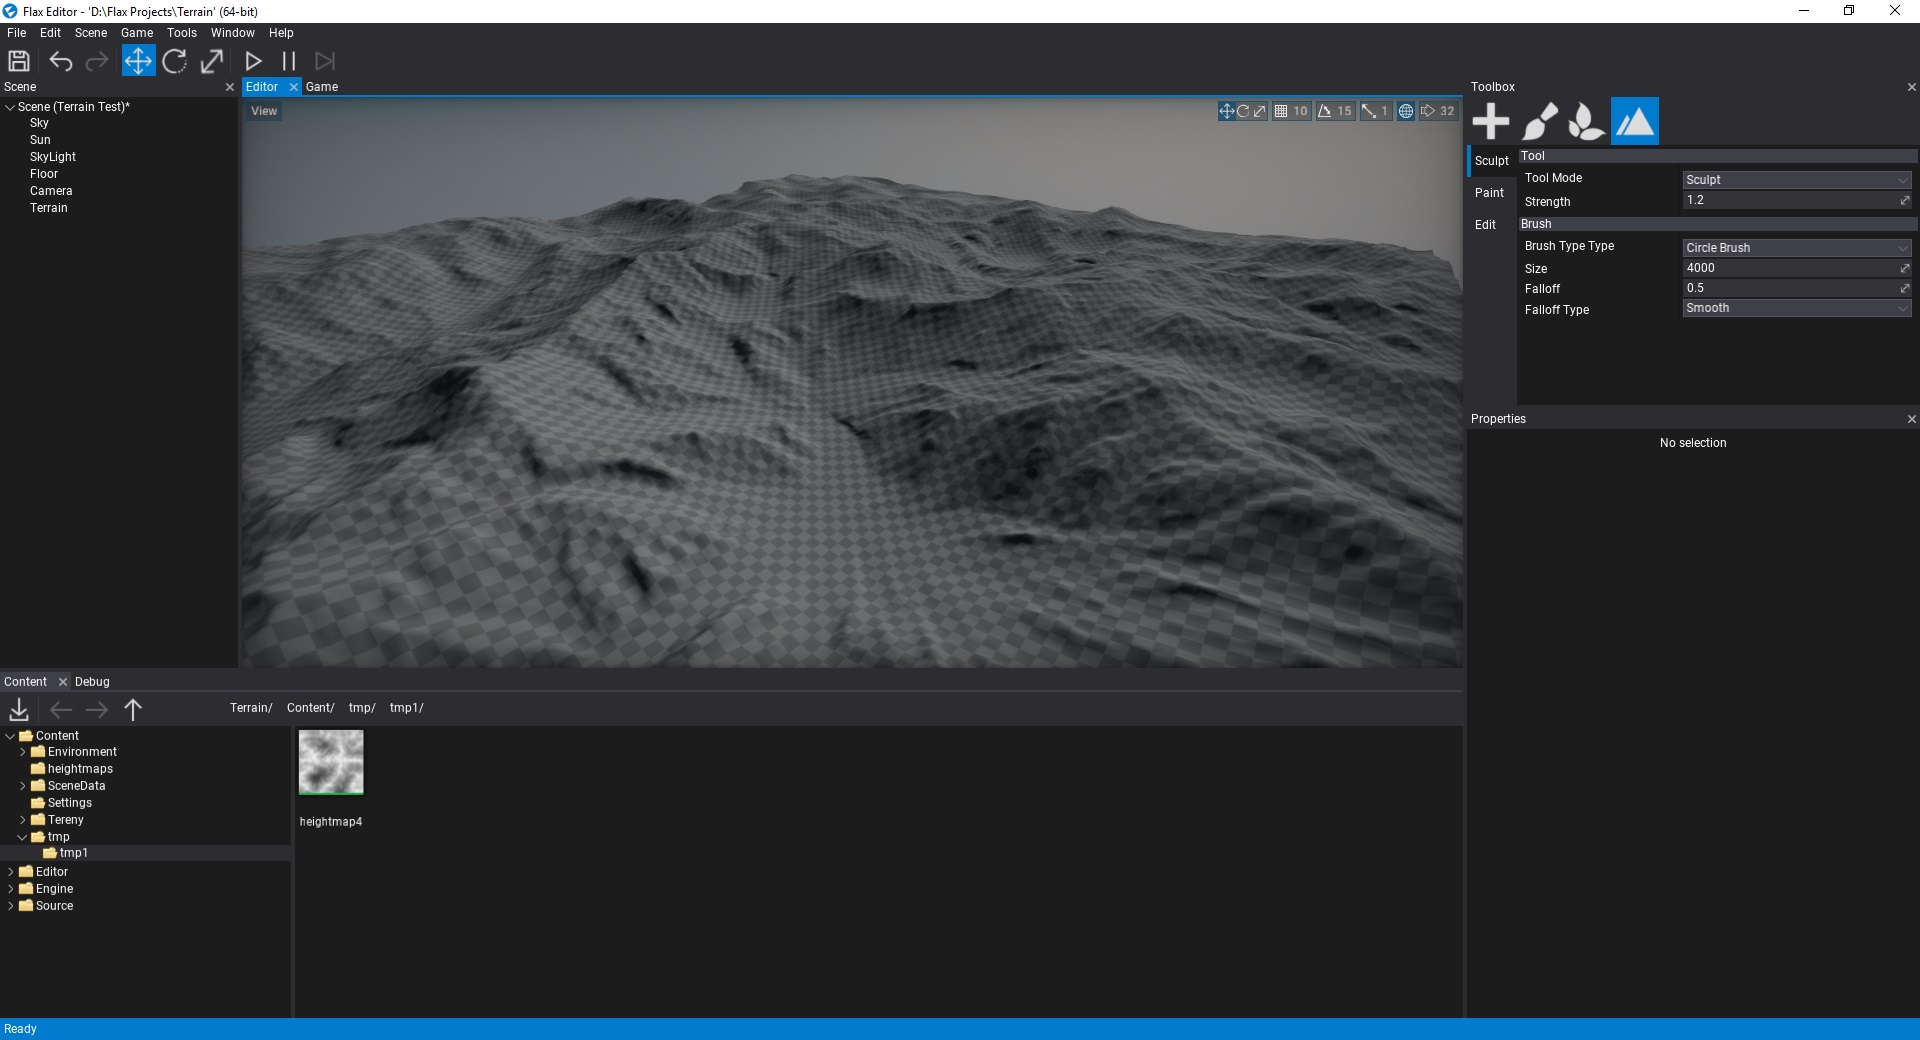 Flax Editor - 'D:\Flax Projects\Terrain' (64-bit)
File Edit Scene Game Tools Window Help
Scene
Scene (Terrain Test)*
Sky
Sun
SkyLight
Floor
Camera
Terrain
Editor Game
View 10 15 1 32
Toolbox
Sculpt
Paint
Edit
Tool
Tool Mode Sculpt
Strength 1.2
Brush
Brush Type Type Circle Brush
Size 4000
Falloff 0.5
Falloff Type Smooth
Properties
No selection
Content Debug
Terrain/ Content/ tmp/ tmp1/
Content
Environment
heightmaps
SceneData
Settings
Tereny
tmp
tmp1
Editor
Engine
Source
heightmap4
Ready